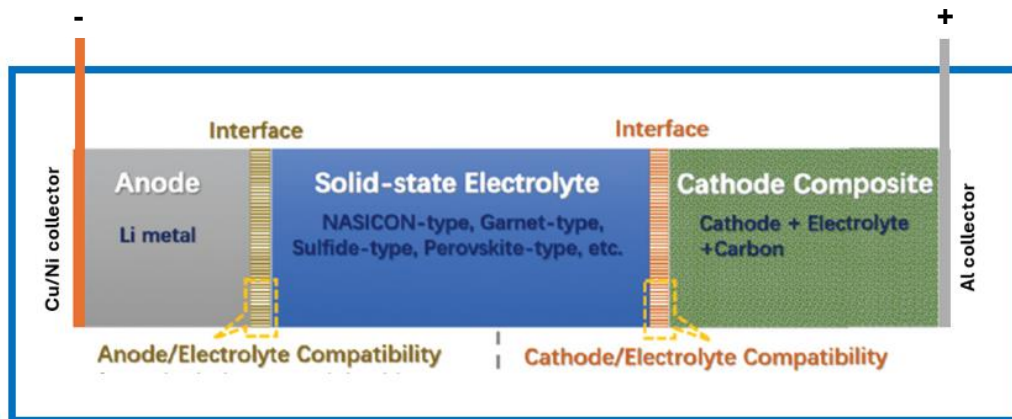 -
+
Interface
Interface
Cu/Ni collector
Anode
Li metal
Solid-state Electrolyte
NASICON-type, Garnet-type,
Sulfide-type, Perovskite-type, etc.
Cathode Composite
Cathode + Electrolyte
+Carbon
Al collector
Anode/Electrolyte Compatibility
Cathode/Electrolyte Compatibility